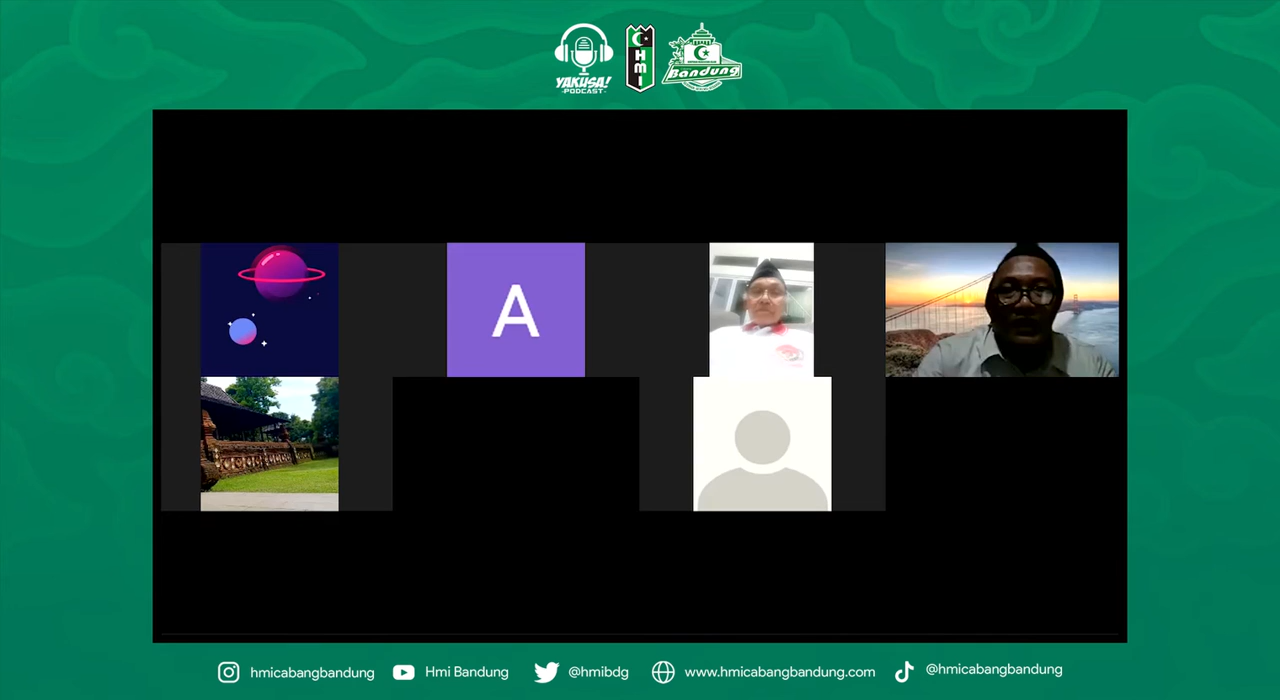 YAKUSA!
-PODCAST-
HMI
Bandung
A
hmicabangbandung
Hmi Bandung
@hmibdg
www.hmicabangbandung.com
@hmicabangbandung